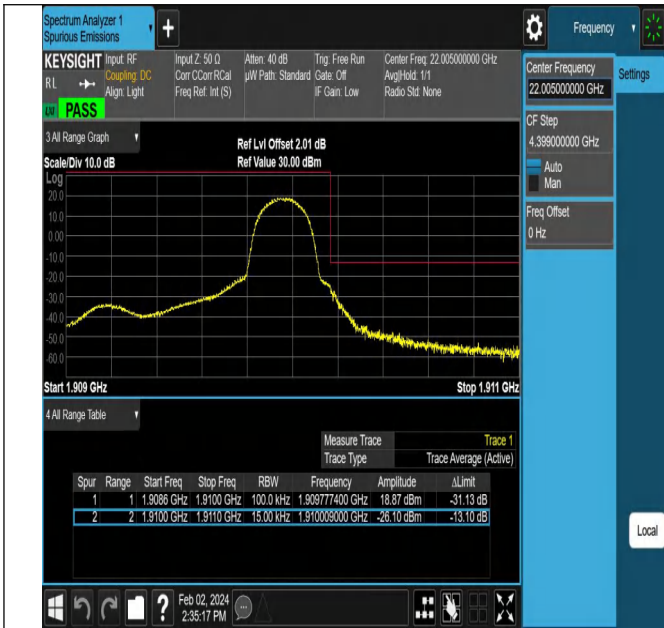 Spectrum Analyzer 1
Spurious Emissions
Frequency
KEYSIGHT Input: RF Input Z: 50 Ω Atten: 40 dB Trig: Free Run Center Freq: 22.005000000 GHz
RL Coupling: DC Corr CCorr RCal µW Path: Standard Gate: Off Avg|Hold: 1/1
Align: Light Freq Ref: Int (S) IF Gain: Low Radio Std: None
PASS
Center Frequency
22.005000000 GHz
Settings
CF Step
4.399000000 GHz
Auto
Man
Freq Offset
0 Hz
3 All Range Graph
Ref Lvl Offset 2.01 dB
Scale/Div 10.0 dB Ref Value 30.00 dBm
Log
20.0
10.0
0.00
-10.0
-20.0
-30.0
-40.0
-50.0
-60.0
Start 1.909 GHz Stop 1.911 GHz
4 All Range Table
Measure Trace Trace 1
Trace Type Trace Average (Active)
Spur Range Start Freq Stop Freq RBW Frequency Amplitude ΔLimit
1 1 1.9086 GHz 1.9100 GHz 100.0 kHz 1.909777400 GHz 18.87 dBm -31.13 dB
2 2 1.9100 GHz 1.9110 GHz 15.00 kHz 1.910009000 GHz -26.10 dBm -13.10 dB
Local
Feb 02, 2024
2:35:17 PM